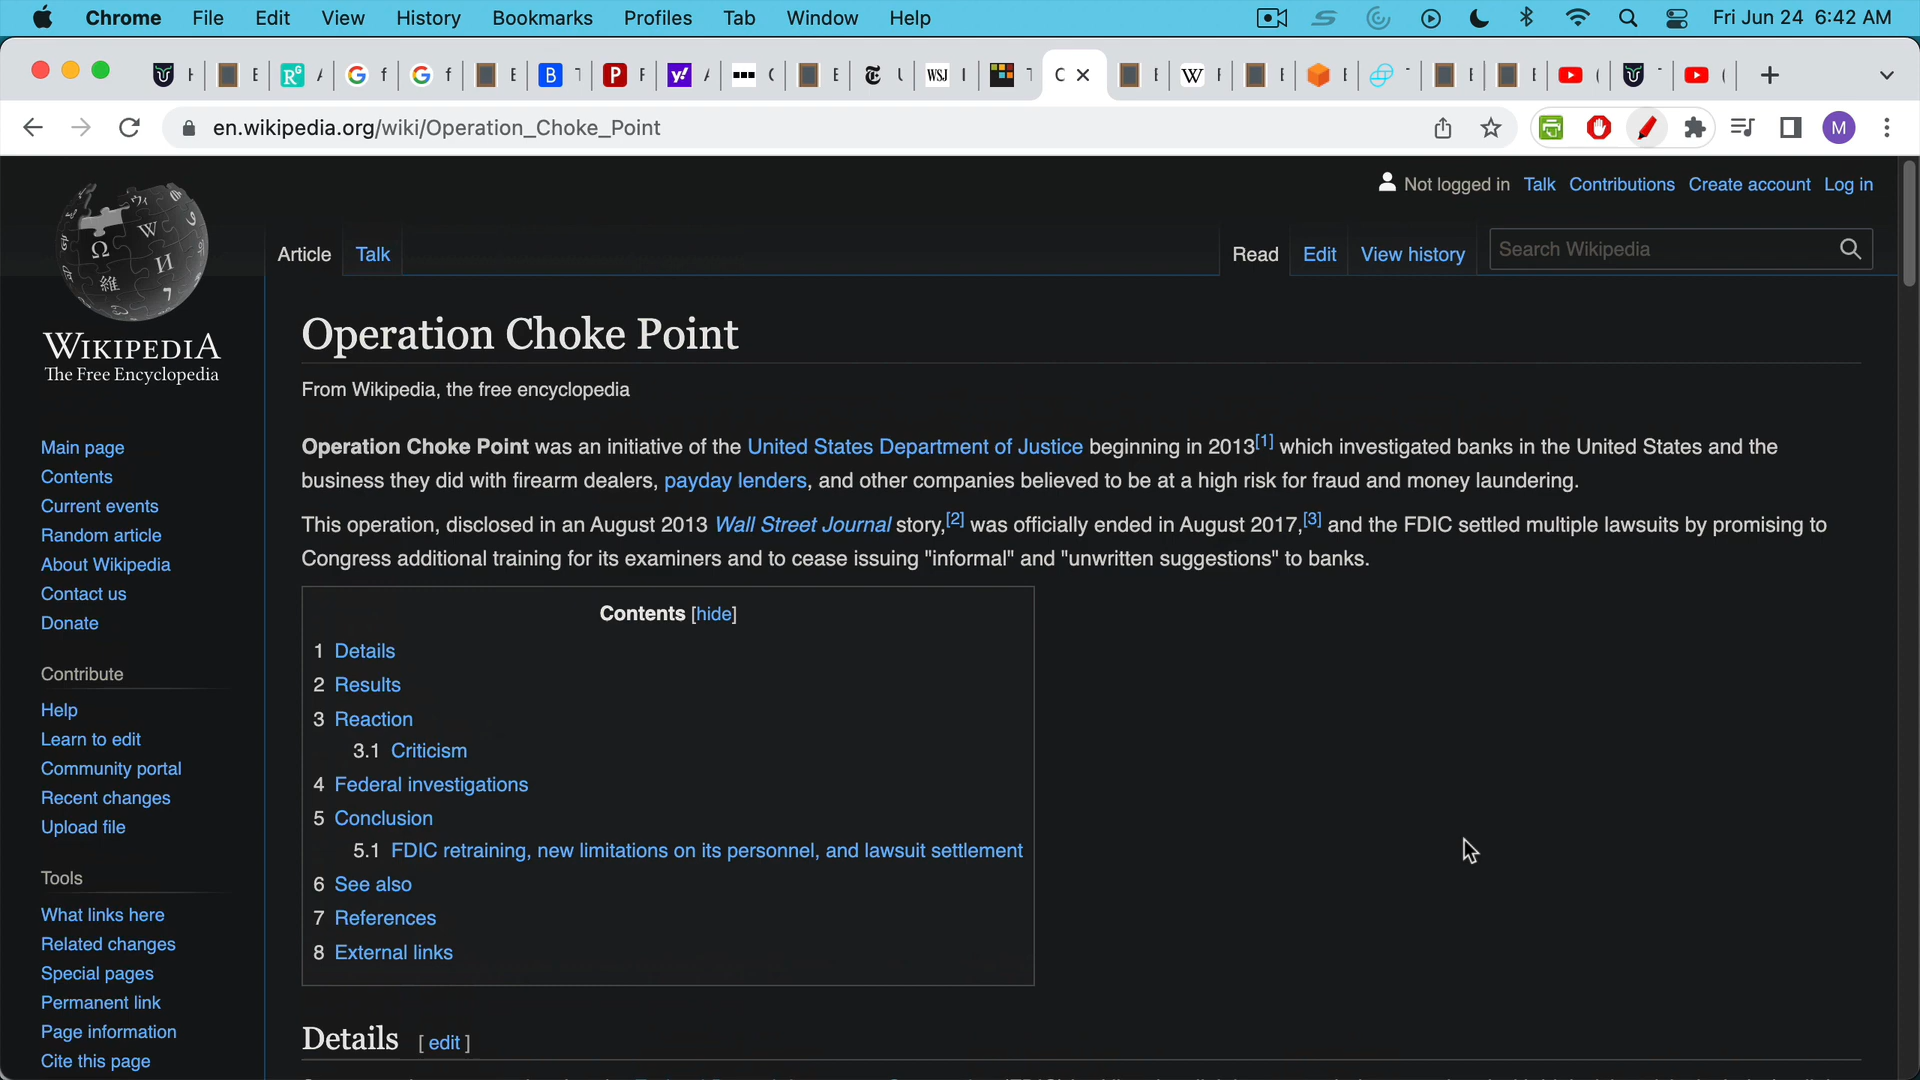 Chrome File Edit View History Bookmarks Profiles Tab Window Help Fri Jun 24 6:42 AM
en.wikipedia.org/wiki/Operation_Choke_Point
M
Not logged in Talk Contributions Create account Log in
Article Talk Read Edit View history Search Wikipedia
WIKIPEDIA
The Free Encyclopedia
Main page
Contents
Current events
Random article
About Wikipedia
Contact us
Donate
Contribute
Help
Learn to edit
Community portal
Recent changes
Upload file
Tools
What links here
Related changes
Special pages
Permanent link
Page information
Cite this page
Operation Choke Point
From Wikipedia, the free encyclopedia
Operation Choke Point was an initiative of the United States Department of Justice beginning in 2013[1] which investigated banks in the United States and the
business they did with firearm dealers, payday lenders, and other companies believed to be at a high risk for fraud and money laundering.
This operation, disclosed in an August 2013 Wall Street Journal story,[2] was officially ended in August 2017,[3] and the FDIC settled multiple lawsuits by promising to
Congress additional training for its examiners and to cease issuing "informal" and "unwritten suggestions" to banks.
Contents [hide]
1 Details
2 Results
3 Reaction
3.1 Criticism
4 Federal investigations
5 Conclusion
5.1 FDIC retraining, new limitations on its personnel, and lawsuit settlement
6 See also
7 References
8 External links
Details [ edit ]